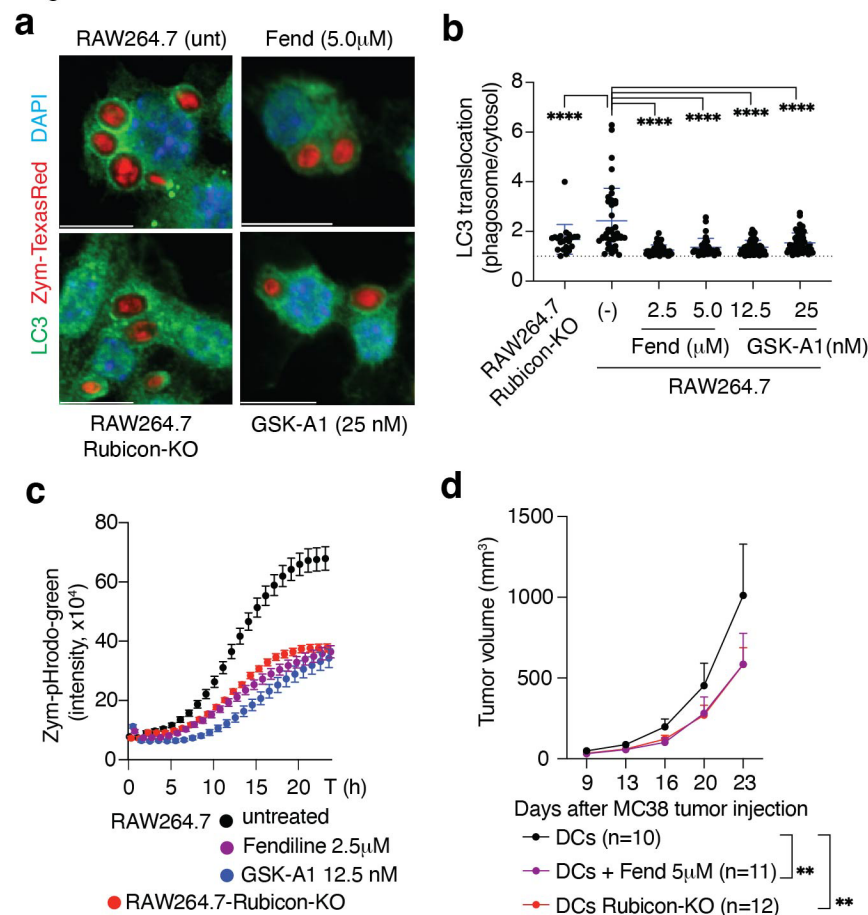 a
RAW264.7 (unt)
Fend (5.0μM)
LC3 Zym-TexasRed DAPI
RAW264.7
Rubicon-KO
GSK-A1 (25 nM)
b
LC3 translocation
(phagosome/cytosol)
8
6
4
2
0
****
****
****
****
****
RAW264.7
Rubicon-KO
(-)
2.5
5.0
12.5
25
Fend (μM)
GSK-A1(nM)
RAW264.7
c
Zym-pHrodo-green
(intensity, x10⁴)
80
60
40
20
0
0
5
10
15
20
T (h)
RAW264.7
untreated
Fendiline 2.5μM
GSK-A1 12.5 nM
RAW264.7-Rubicon-KO
d
Tumor volume (mm³)
1500
1000
500
0
9
13
16
20
23
Days after MC38 tumor injection
DCs (n=10)
DCs + Fend 5μM (n=11)
**
DCs Rubicon-KO (n=12)
**